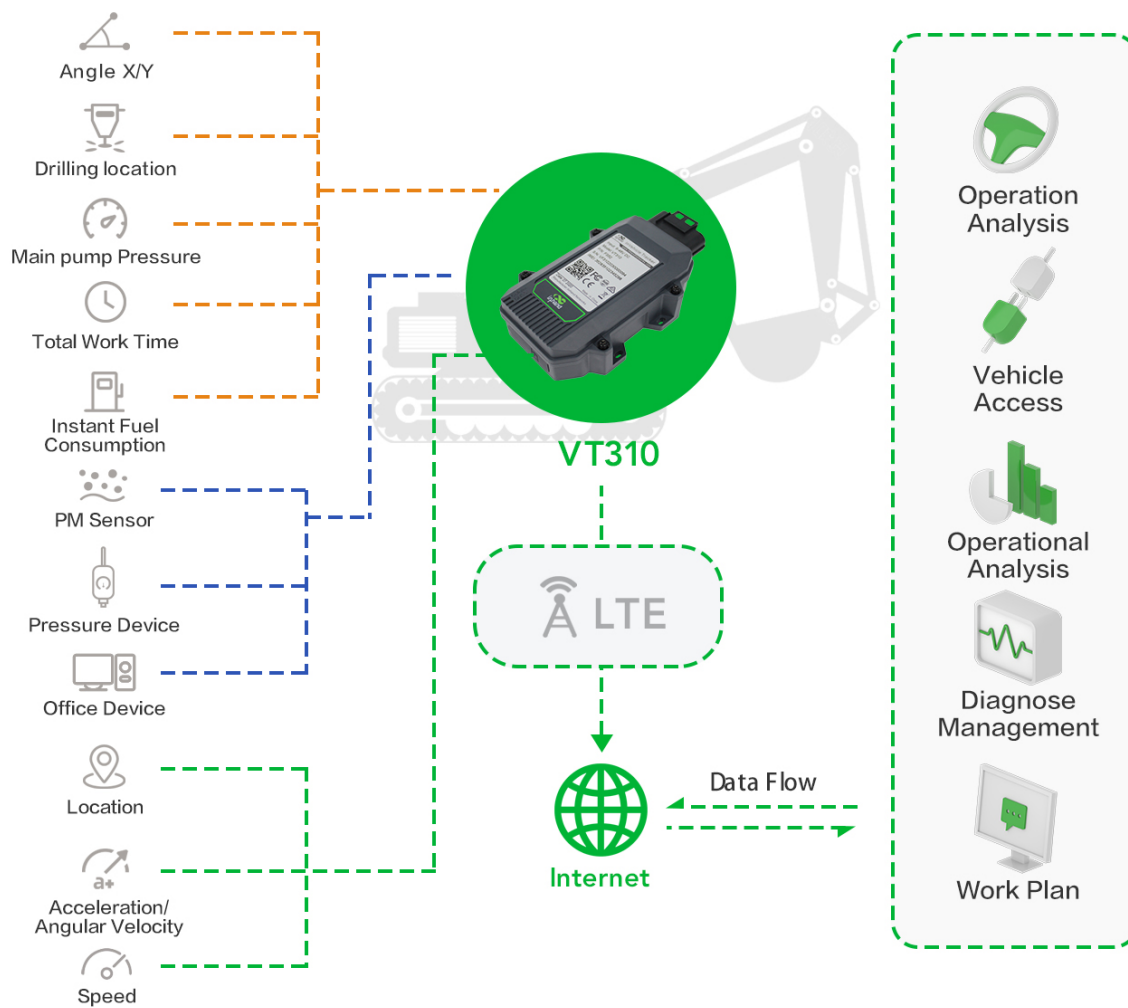 Angle X/Y
Drilling location
Main pump Pressure
Total Work Time
Instant Fuel
Consumption
PM Sensor
Pressure Device
Office Device
Location
a+
Acceleration/
Angular Velocity
Speed
VT310
LTE
Internet
Data Flow
Operation
Analysis
Vehicle
Access
Operational
Analysis
Diagnose
Management
Work Plan